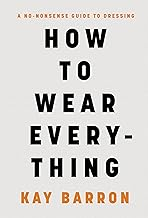 A NO-NONSENSE GUIDE TO DRESSING
HOW
TO
WEAR
EVERY-
THING
KAY BARRON